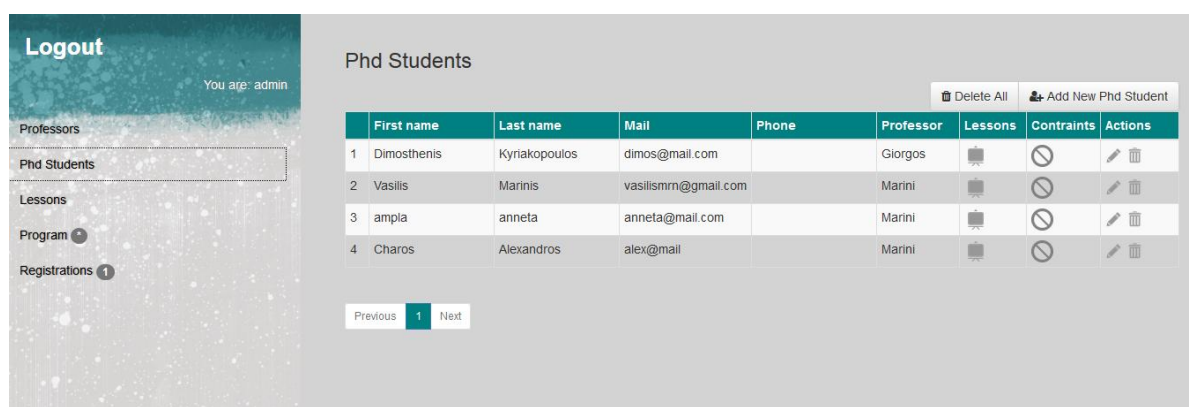 Logout
You are: admin
Professors
Phd Students
Lessons
Program *
Registrations 1
Phd Students
Delete All Add New Phd Student
First name Last name Mail Phone Professor Lessons Contraints Actions
1 Dimosthenis Kyriakopoulos dimos@mail.com Giorgos
2 Vasilis Marinis vasilismrn@gmail.com Marini
3 ampla anneta anneta@mail.com Marini
4 Charos Alexandros alex@mail Marini
Previous 1 Next